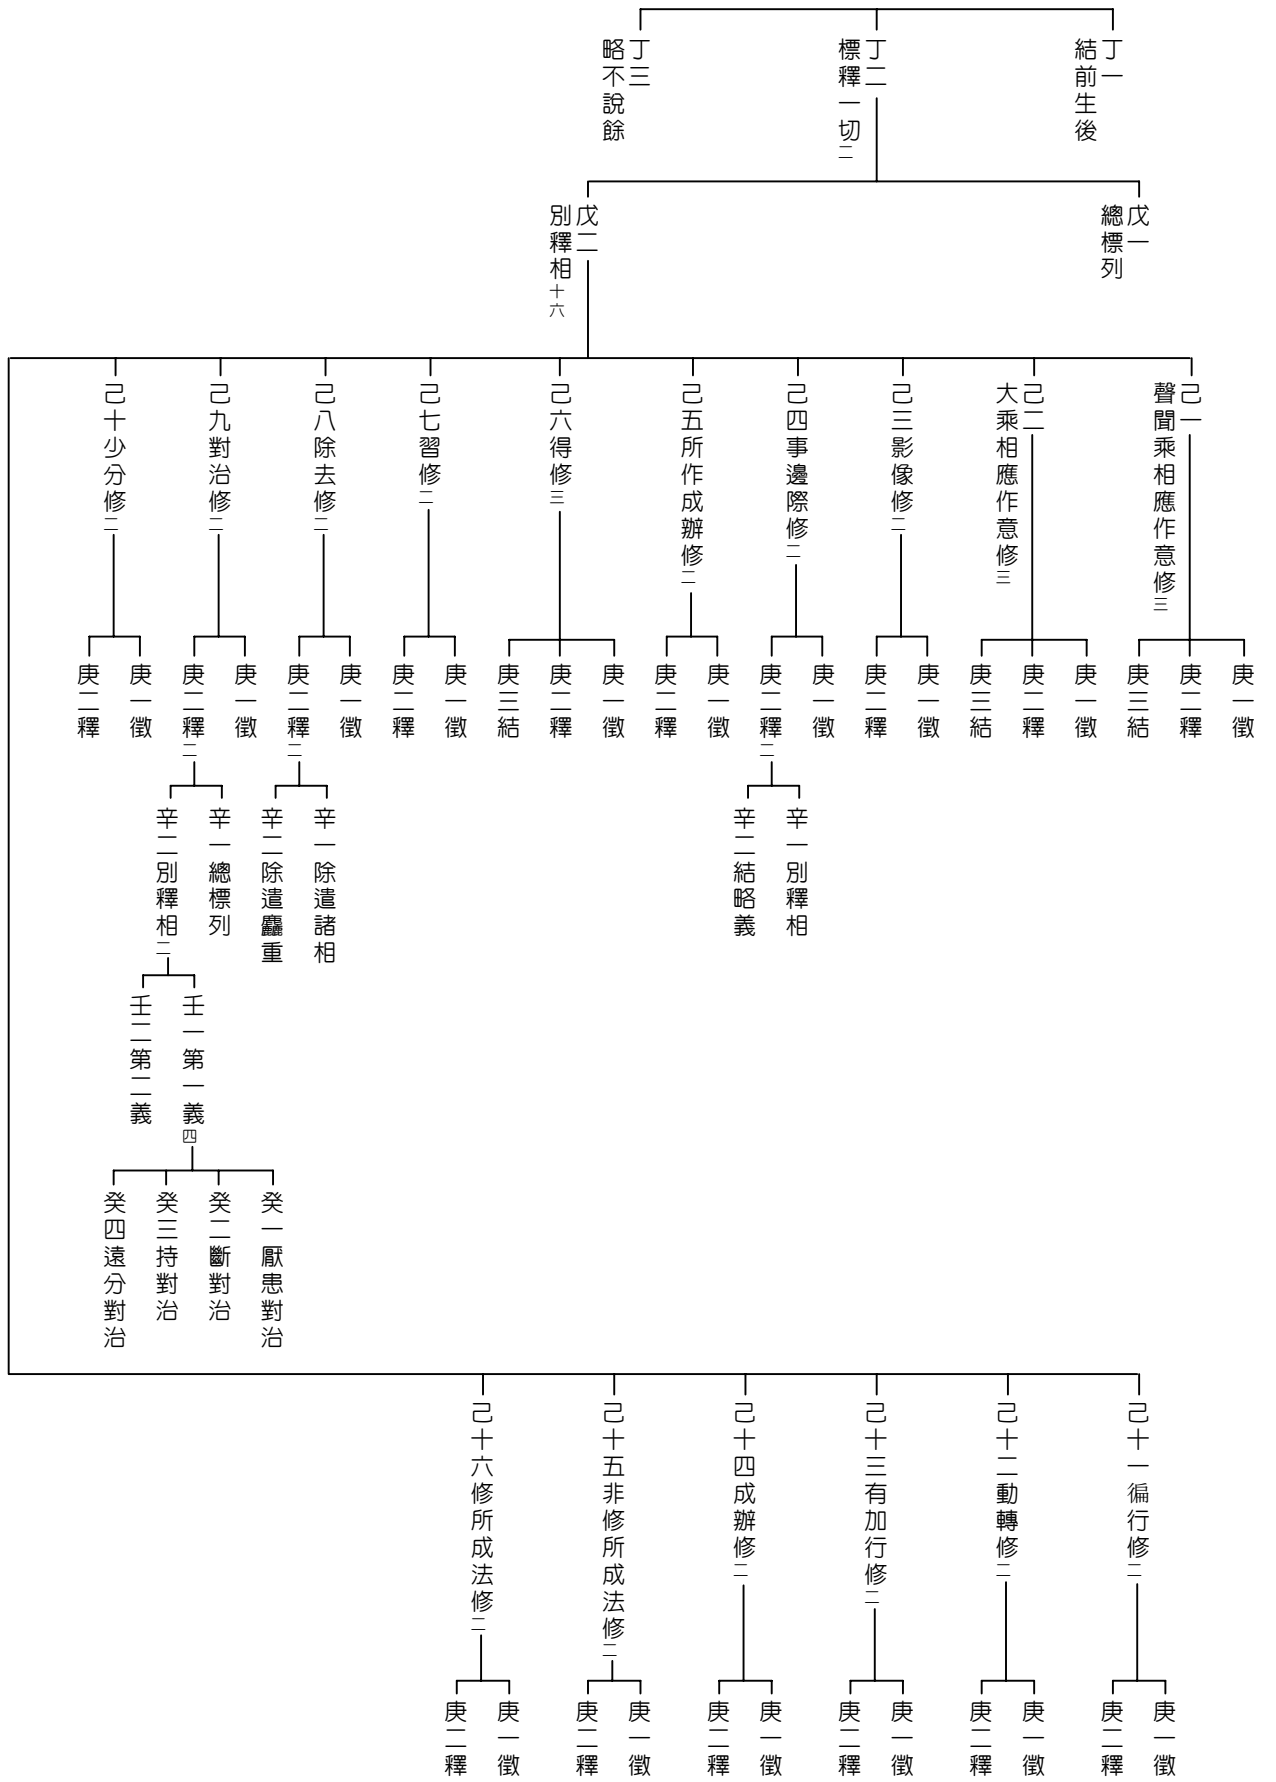 丁一
結前生後
丁二
標釋一切二
丁三
略不說餘
戊一
總標列
戊二
別釋相十六
己一
聲聞乘相應作意修三
己二
大乘相應作意修三
己三影像修二
己四事邊際修二
己五所作成辦修二
己六得修三
己七習修二
己八除去修二
己九對治修二
己十少分修二
庚一徵
庚二釋
庚三結
庚一徵
庚二釋
庚三結
庚一徵
庚二釋
庚一徵
庚二釋二
庚一徵
庚二釋
庚一徵
庚二釋
庚三結
庚一徵
庚二釋
庚一徵
庚二釋二
庚一徵
庚二釋二
庚一徵
庚二釋
辛一別釋相
辛二結略義
辛一除遣諸相
辛二除遣麤重
辛一總標列
辛二別釋相二
壬一第一義四
壬二第二義
癸一厭患對治
癸二斷對治
癸三持對治
癸四遠分對治
己十一徧行修二
己十二動轉修二
己十三有加行修二
己十四成辦修二
己十五非修所成法修二
己十六修所成法修二
庚一徵
庚二釋
庚一徵
庚二釋
庚一徵
庚二釋
庚一徵
庚二釋
庚一徵
庚二釋
庚一徵
庚二釋